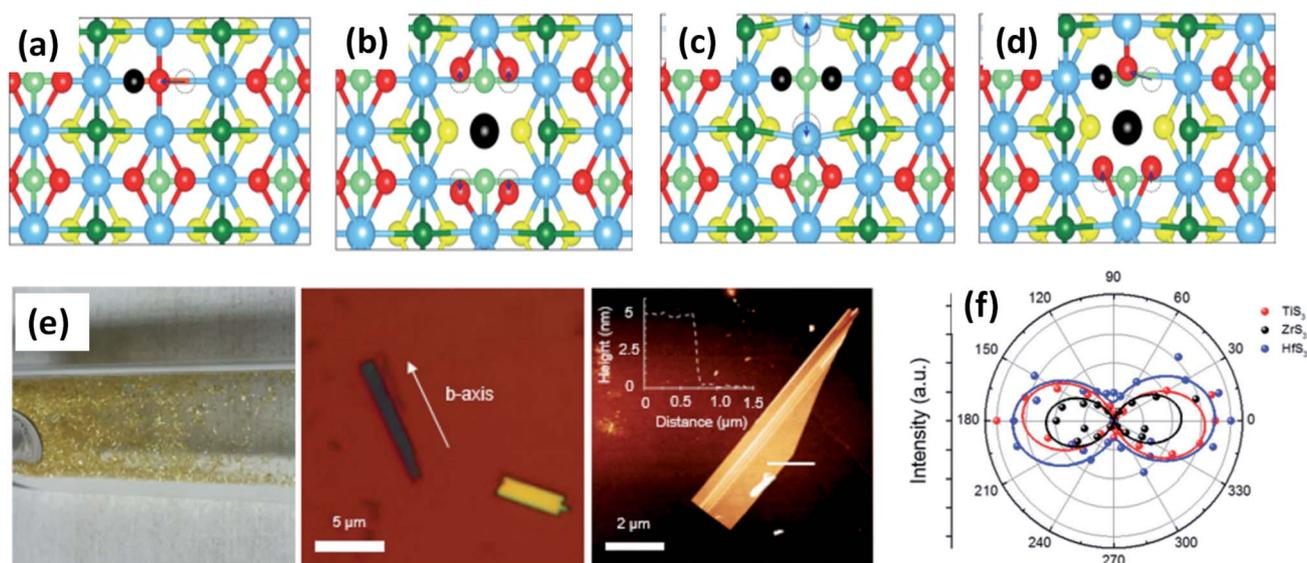 (a)
(b)
(c)
(d)
(e)
b-axis
5 µm
Height (nm)
5
2.5
0
0 0.5 1.0 1.5
Distance (µm)
2 µm
(f)
Intensity (a.u.)
90
120 60
150 30
180 0
210 330
240 300
270
TiS₃
ZrS₃
HfS₃